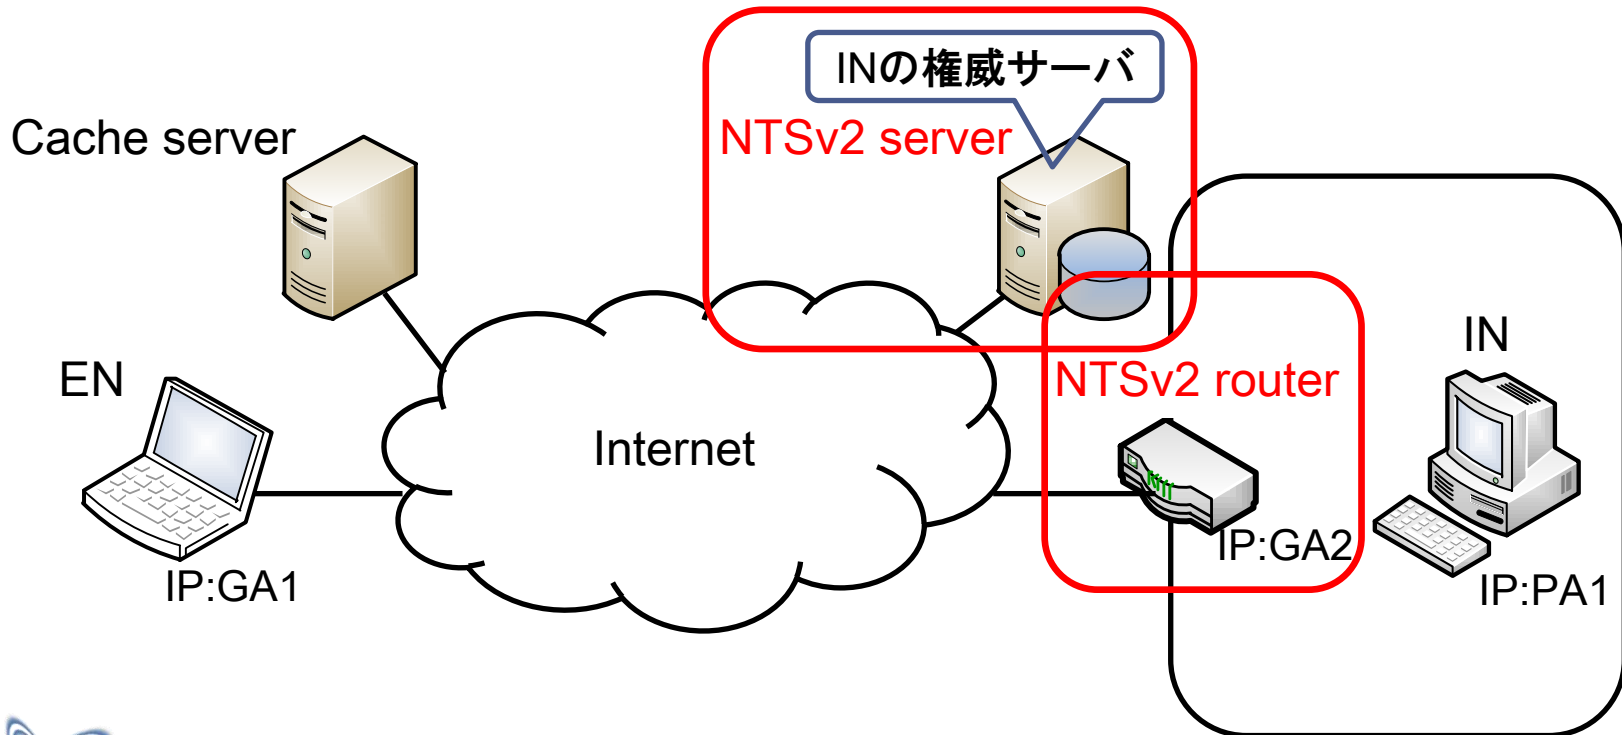 INの権威サーバ
Cache server
NTSv2 server
EN
Internet
NTSv2 router
IN
IP:GA1
IP:GA2
IP:PA1